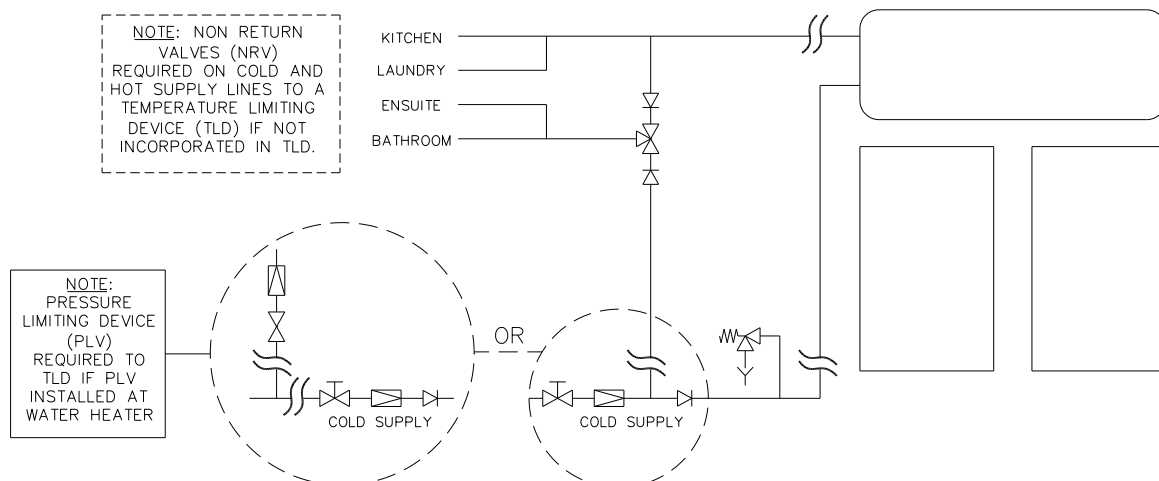 NOTE: NON RETURN
VALVES (NRV)
REQUIRED ON COLD AND
HOT SUPPLY LINES TO A
TEMPERATURE LIMITING
DEVICE (TLD) IF NOT
INCORPORATED IN TLD.
KITCHEN
LAUNDRY
ENSUITE
BATHROOM
NOTE:
PRESSURE
LIMITING DEVICE
(PLV)
REQUIRED TO
TLD IF PLV
INSTALLED AT
WATER HEATER
OR
COLD SUPPLY
COLD SUPPLY